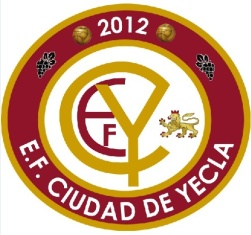 2012
E F C Y
E.F. CIUDAD DE YECLA